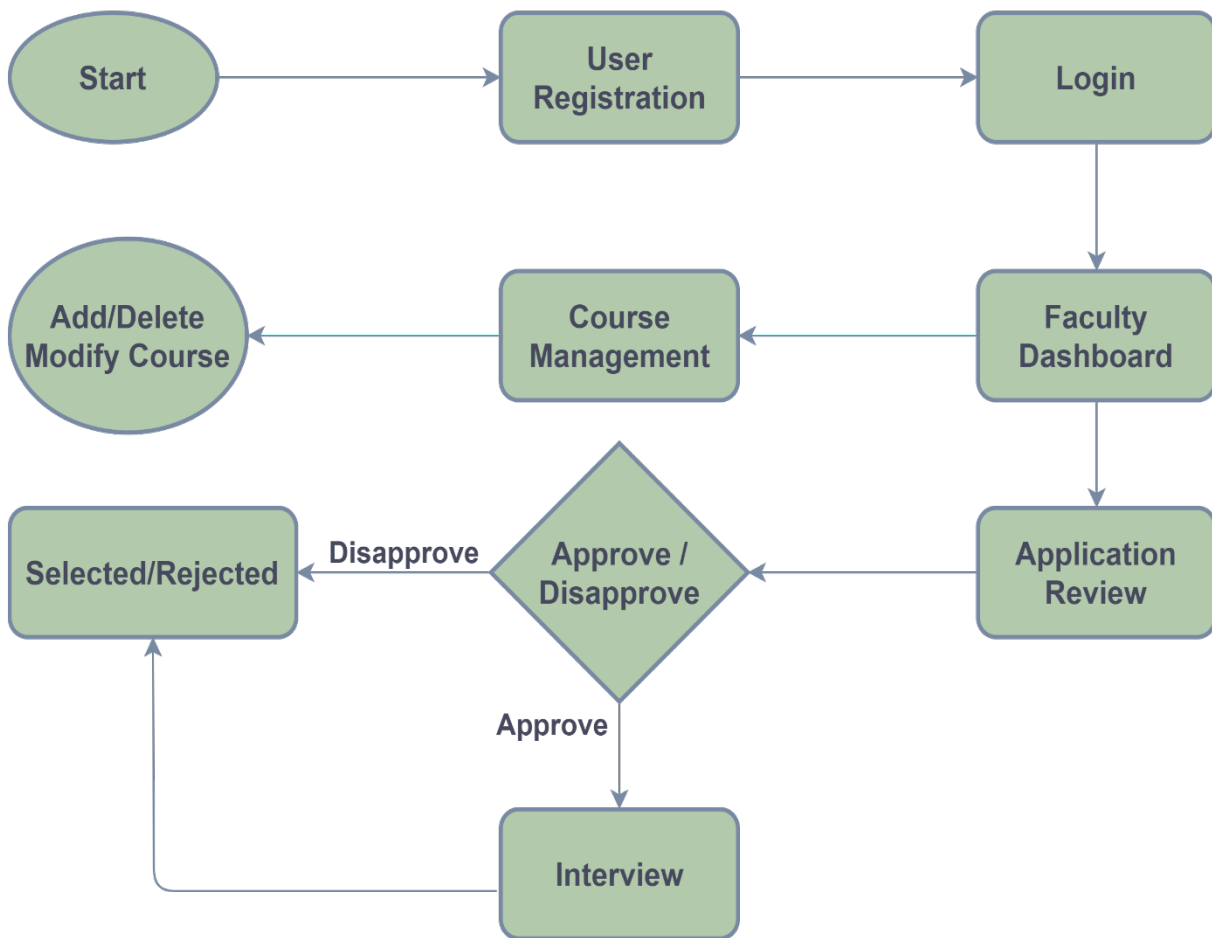 Start
User
Registration
Login
Add/Delete
Modify Course
Course
Management
Faculty
Dashboard
Selected/Rejected
Disapprove
Approve /
Disapprove
Application
Review
Approve
Interview